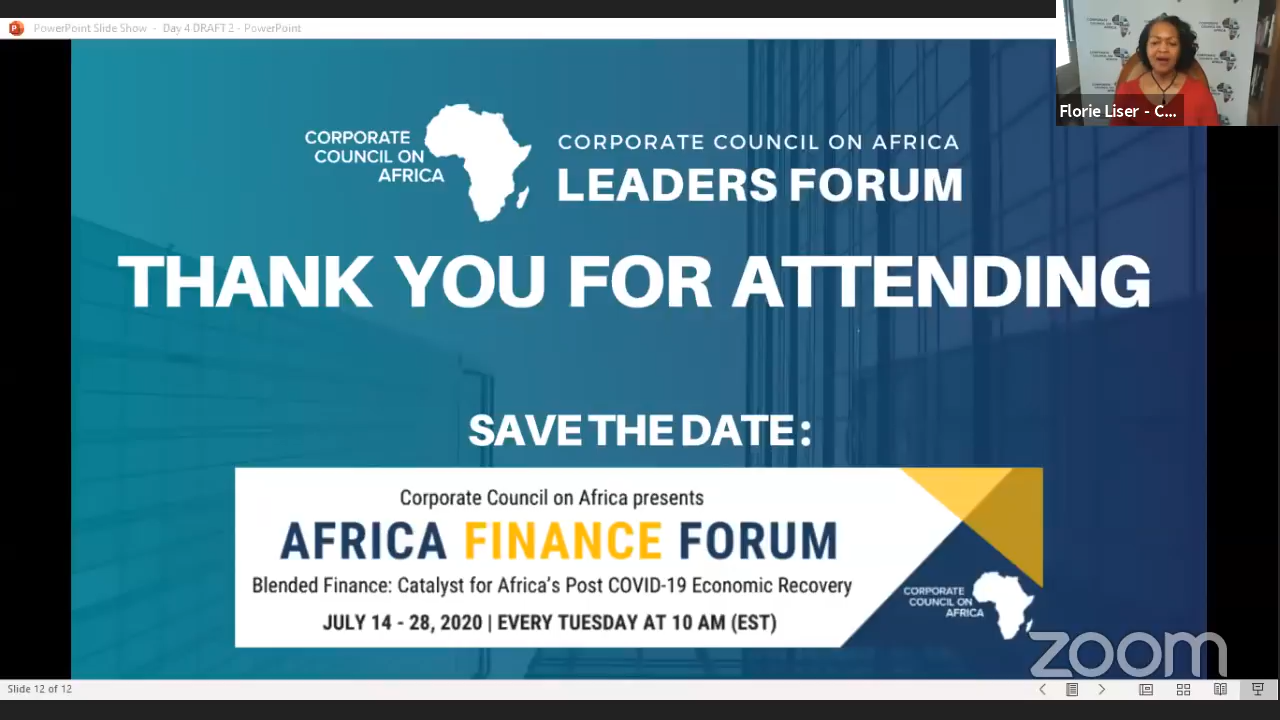 PowerPoint Slide Show - Day 4 DRAFT 2 - PowerPoint
Florie Liser - C...
CORPORATE
COUNCIL ON
AFRICA
CORPORATE COUNCIL ON AFRICA
LEADERS FORUM
THANK YOU FOR ATTENDING
SAVE THE DATE:
Corporate Council on Africa presents
AFRICA FINANCE FORUM
Blended Finance: Catalyst for Africa's Post COVID-19 Economic Recovery
JULY 14 - 28, 2020 | EVERY TUESDAY AT 10 AM (EST)
CORPORATE
COUNCIL ON
AFRICA
zoom
Slide 12 of 12